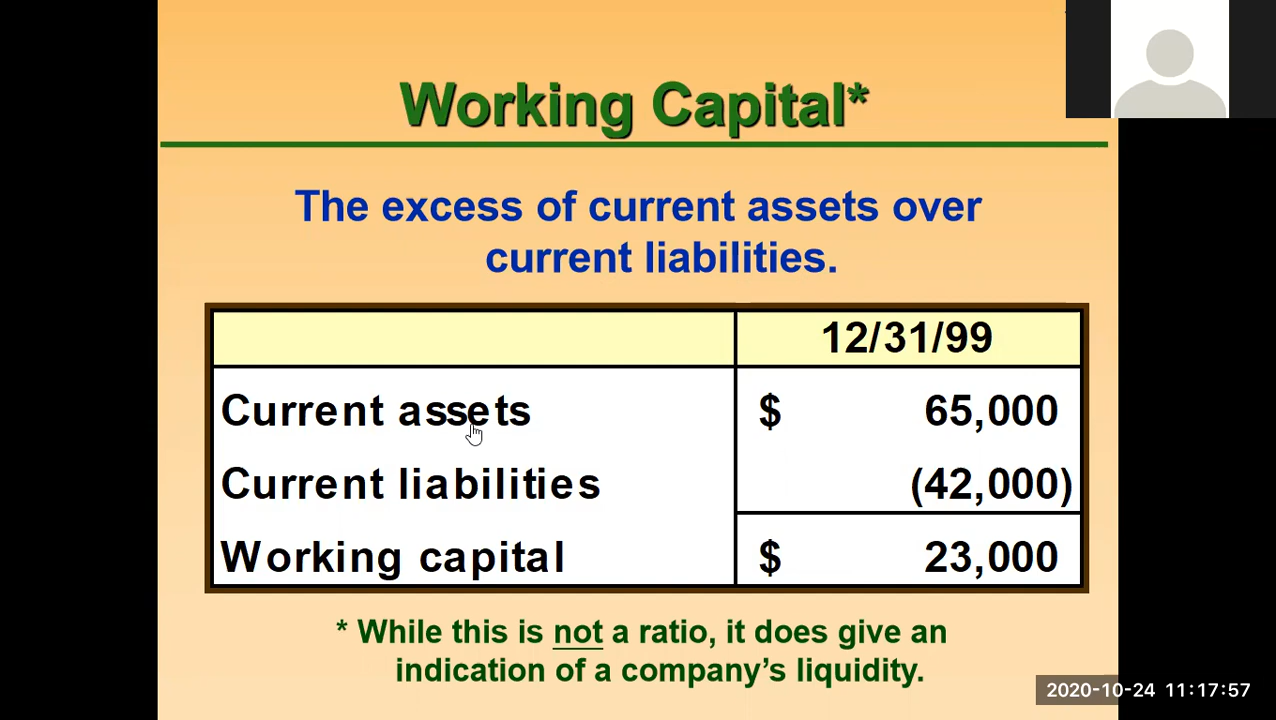 Working Capital*
The excess of current assets over
current liabilities.
12/31/99
Current assets $ 65,000
Current liabilities (42,000)
Working capital $ 23,000
* While this is not a ratio, it does give an
indication of a company’s liquidity.
2020-10-24 11:17:57